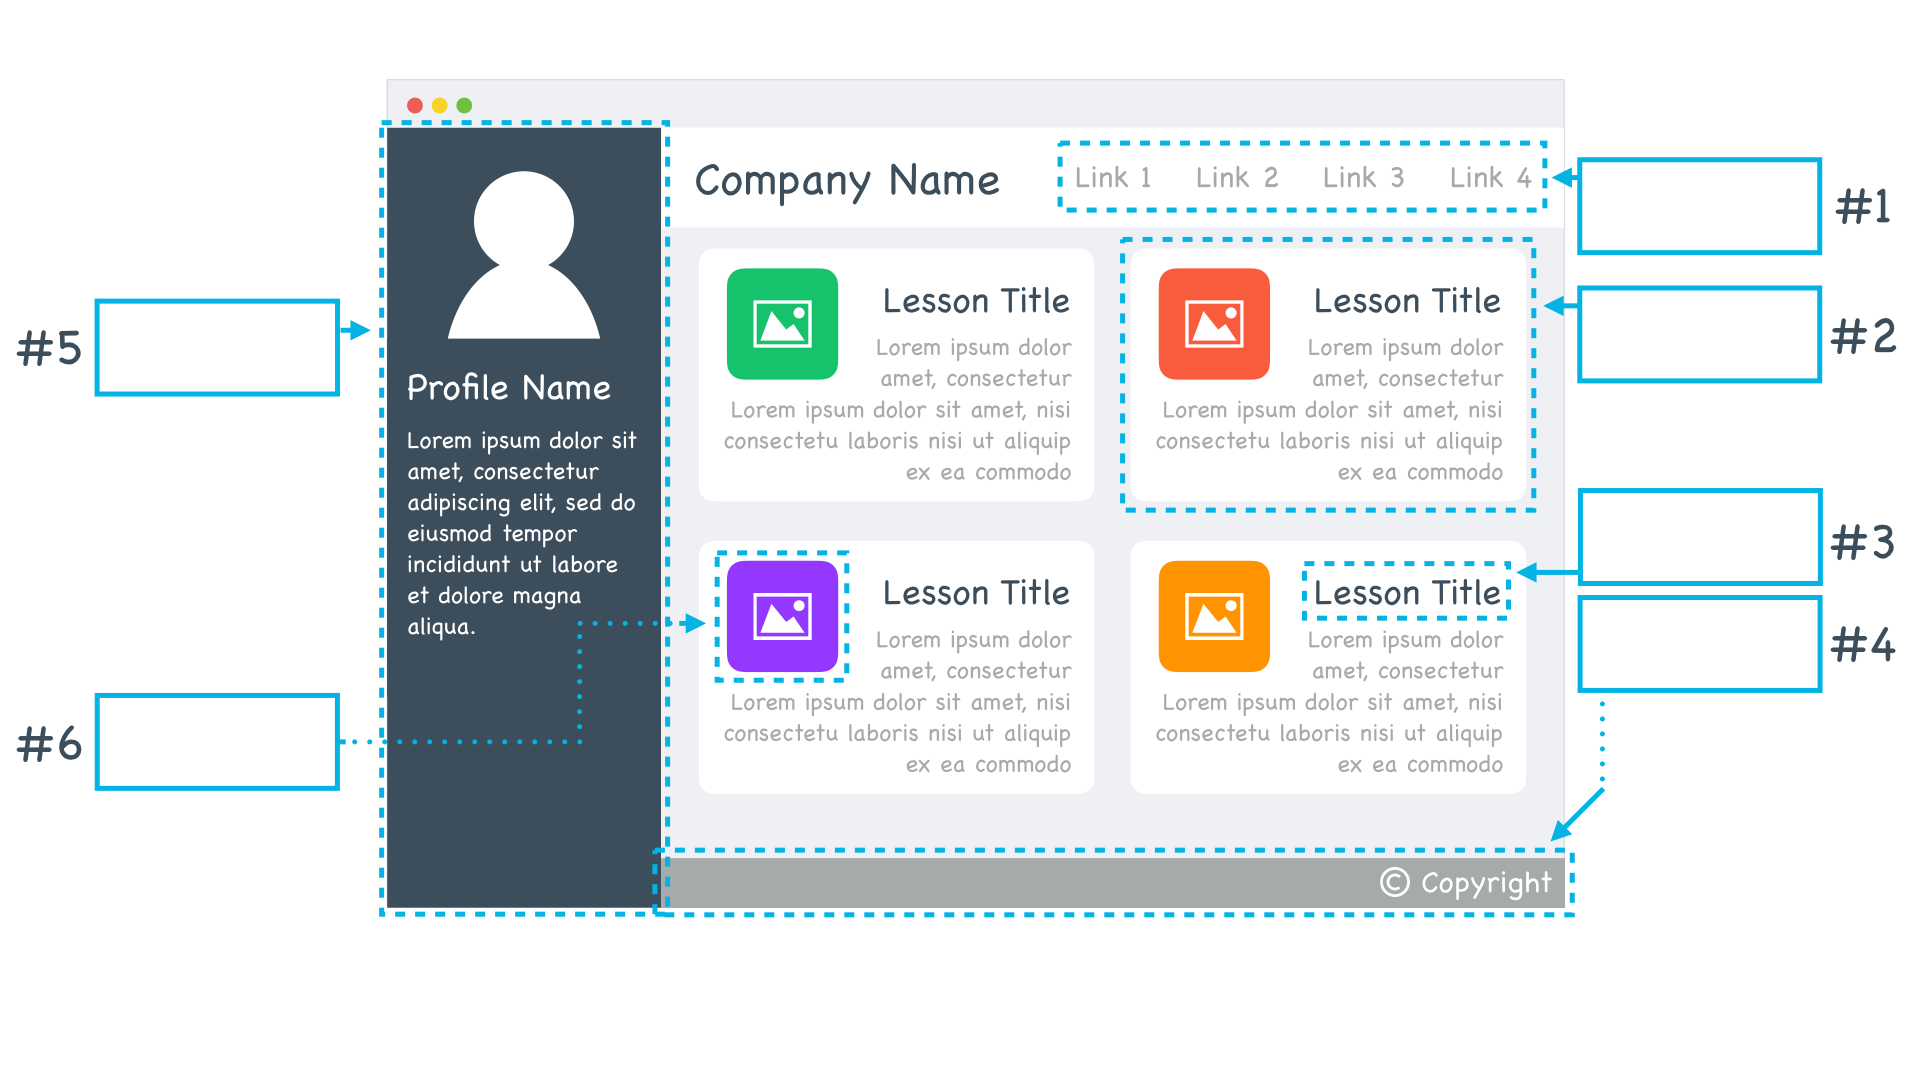 Company Name
Link 1 Link 2 Link 3 Link 4
#1
#2
#3
#4
#5
#6
Profile Name
Lorem ipsum dolor sit
amet, consectetur
adipiscing elit, sed do
eiusmod tempor
incididunt ut labore
et dolore magna
aliqua.
Lesson Title
Lorem ipsum dolor
amet, consectetur
Lorem ipsum dolor sit amet, nisi
consectetu laboris nisi ut aliquip
ex ea commodo
Lesson Title
Lorem ipsum dolor
amet, consectetur
Lorem ipsum dolor sit amet, nisi
consectetu laboris nisi ut aliquip
ex ea commodo
Lesson Title
Lorem ipsum dolor
amet, consectetur
Lorem ipsum dolor sit amet, nisi
consectetu laboris nisi ut aliquip
ex ea commodo
Lesson Title
Lorem ipsum dolor
amet, consectetur
Lorem ipsum dolor sit amet, nisi
consectetu laboris nisi ut aliquip
ex ea commodo
© Copyright